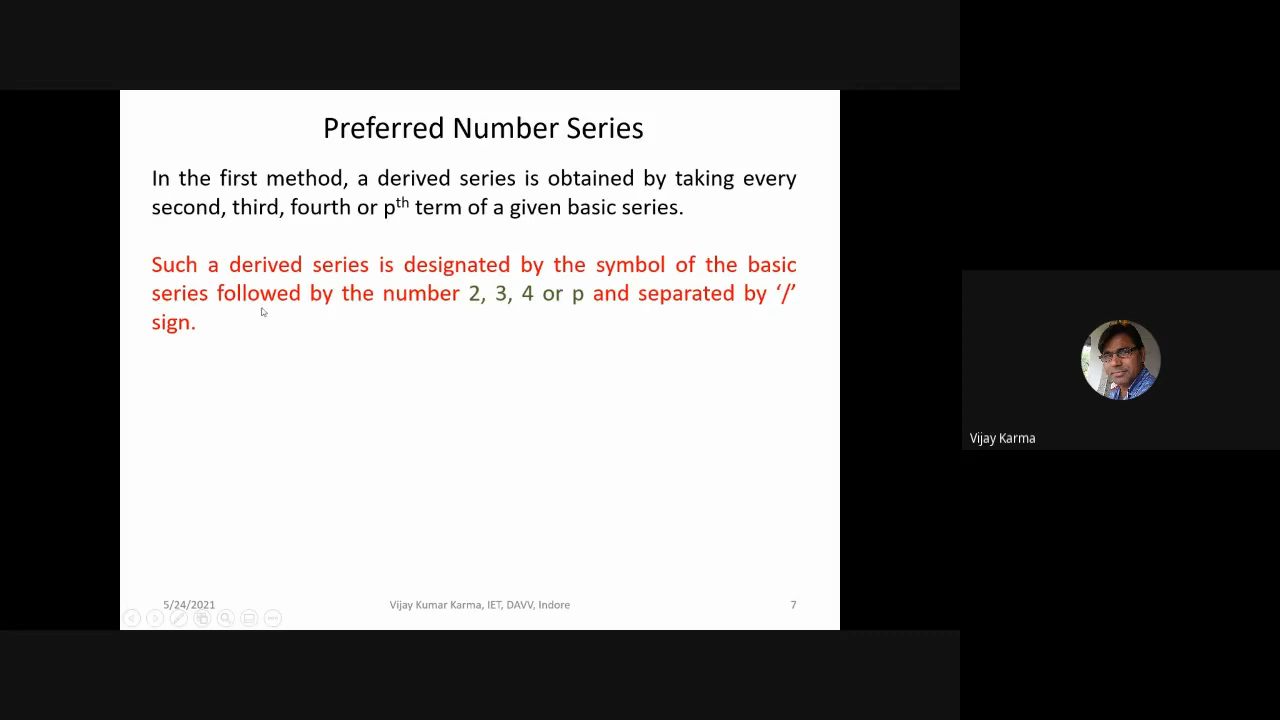 Preferred Number Series
In the first method, a derived series is obtained by taking every
second, third, fourth or pth term of a given basic series.
Such a derived series is designated by the symbol of the basic
series followed by the number 2, 3, 4 or p and separated by ‘/’
sign.
Vijay Karma
5/24/2021
Vijay Kumar Karma, IET, DAVV, Indore
7